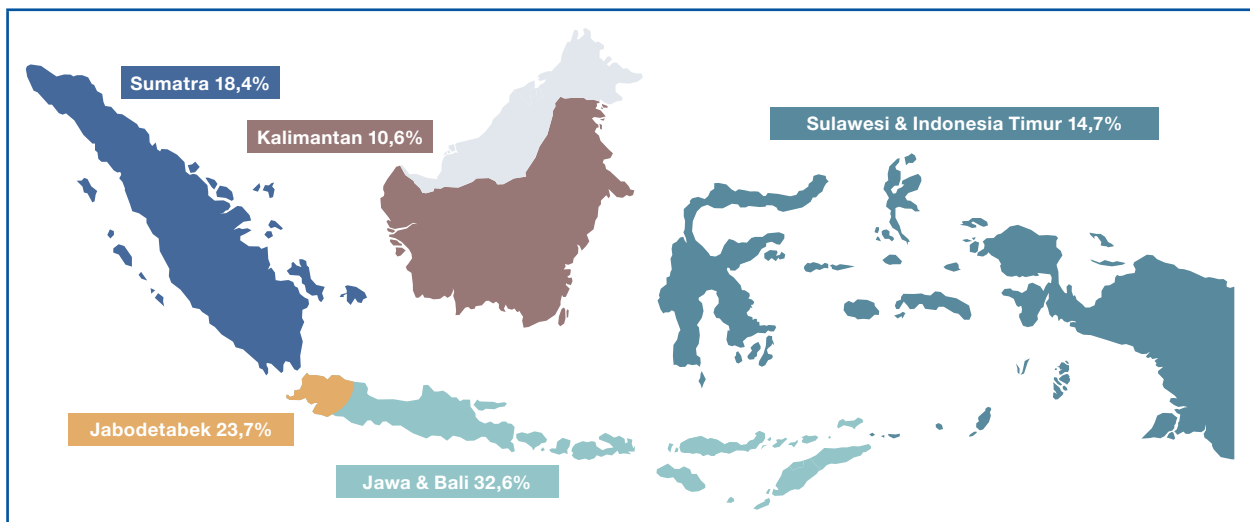 Sumatra 18,4%
Kalimantan 10,6%
Sulawesi & Indonesia Timur 14,7%
Jabodetabek 23,7%
Jawa & Bali 32,6%